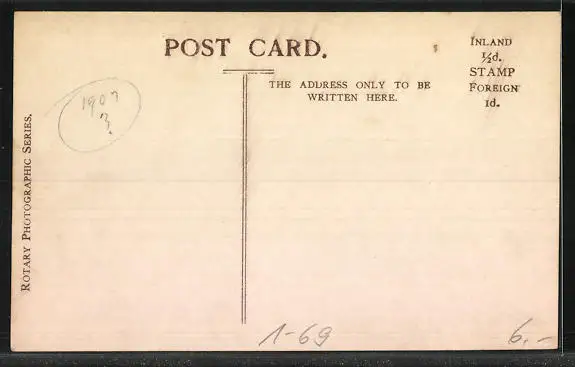 POST CARD.
INLAND
½d.
STAMP
FOREIGN
1d.
THE ADDRESS ONLY TO BE
WRITTEN HERE.
1907
?
ROTARY PHOTOGRAPHIC SERIES.
1-69
6,-